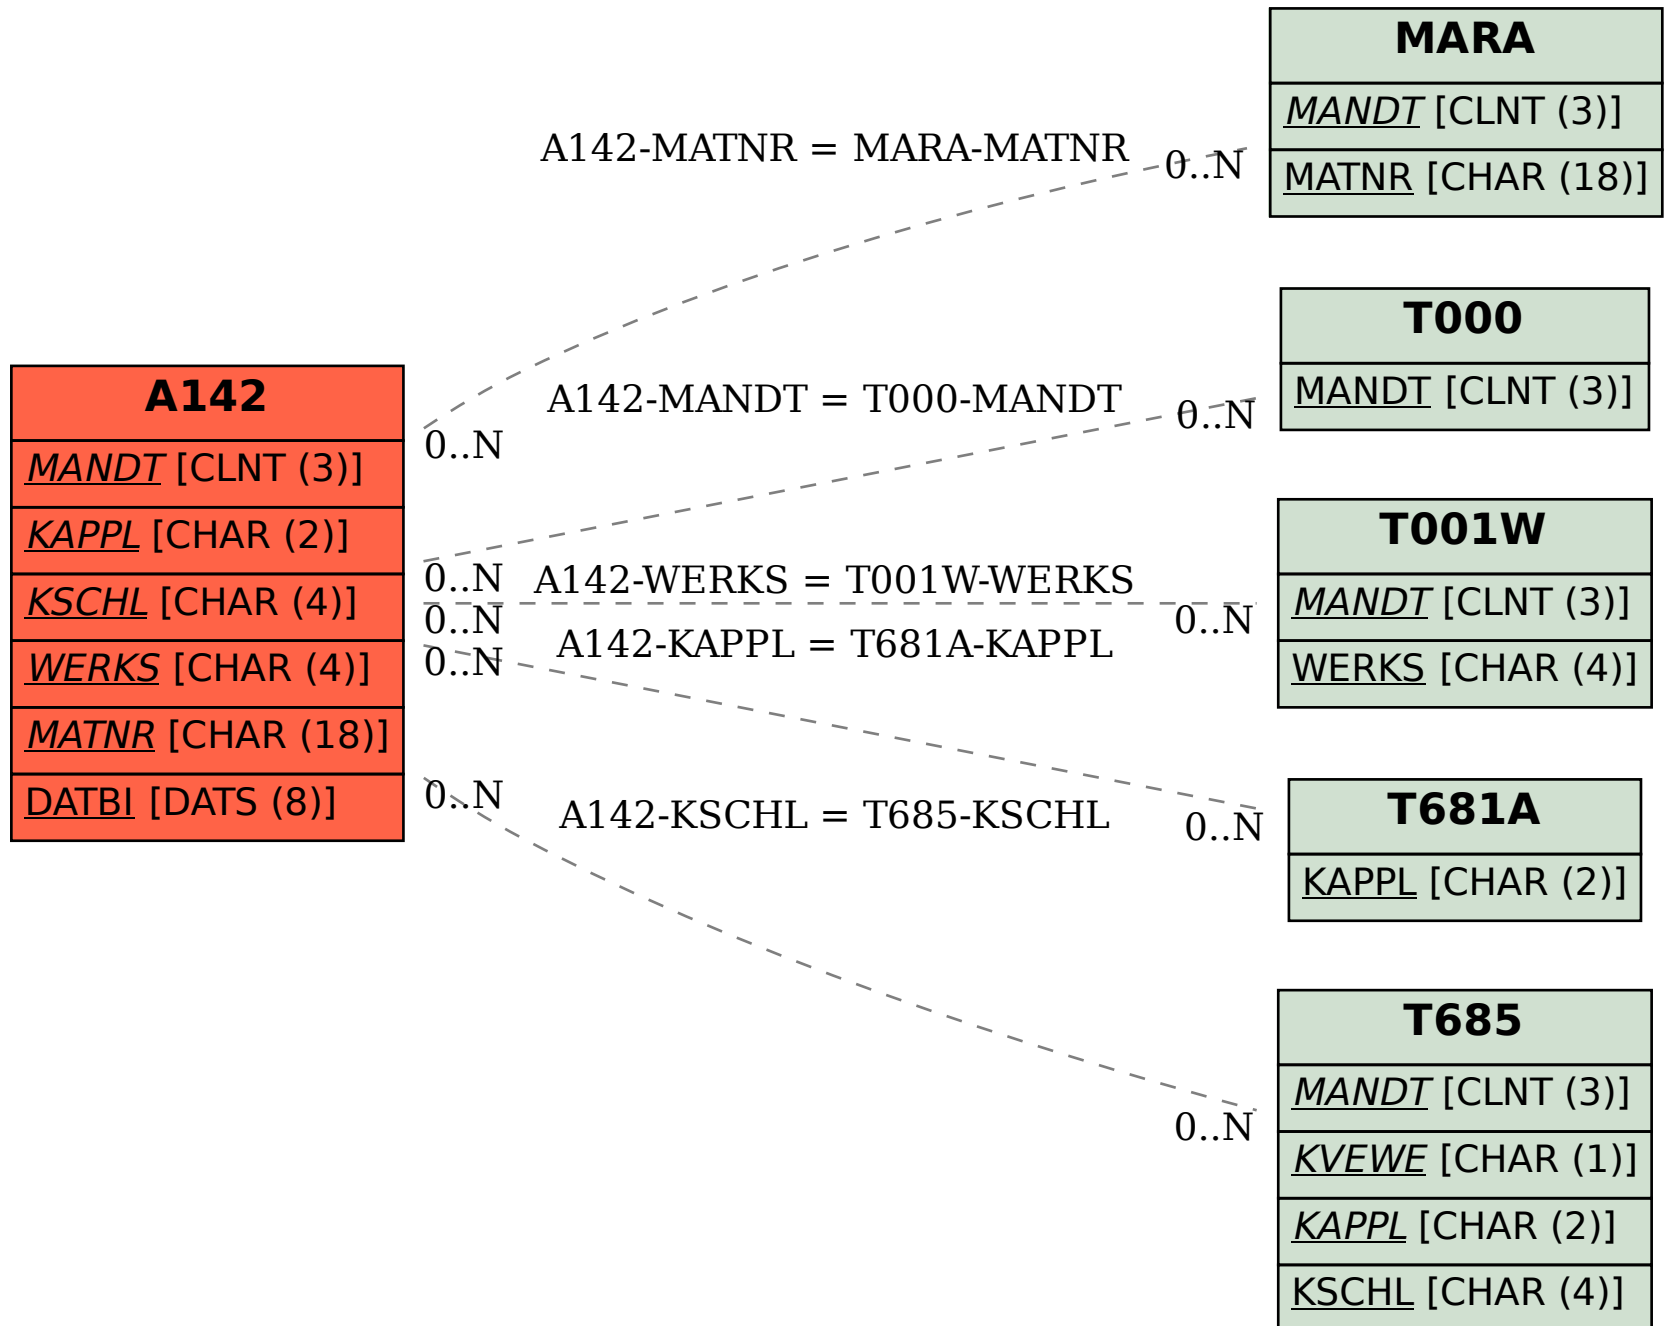 A142
MANDT [CLNT (3)]
KAPPL [CHAR (2)]
KSCHL [CHAR (4)]
WERKS [CHAR (4)]
MATNR [CHAR (18)]
DATBI [DATS (8)]
A142-MATNR = MARA-MATNR
0..N
0..N
A142-MANDT = T000-MANDT
0..N
0..N
A142-WERKS = T001W-WERKS
0..N
0..N
A142-KAPPL = T681A-KAPPL
0..N
0..N
A142-KSCHL = T685-KSCHL
0..N
0..N
MARA
MANDT [CLNT (3)]
MATNR [CHAR (18)]
T000
MANDT [CLNT (3)]
T001W
MANDT [CLNT (3)]
WERKS [CHAR (4)]
T681A
KAPPL [CHAR (2)]
T685
MANDT [CLNT (3)]
KVEWE [CHAR (1)]
KAPPL [CHAR (2)]
KSCHL [CHAR (4)]